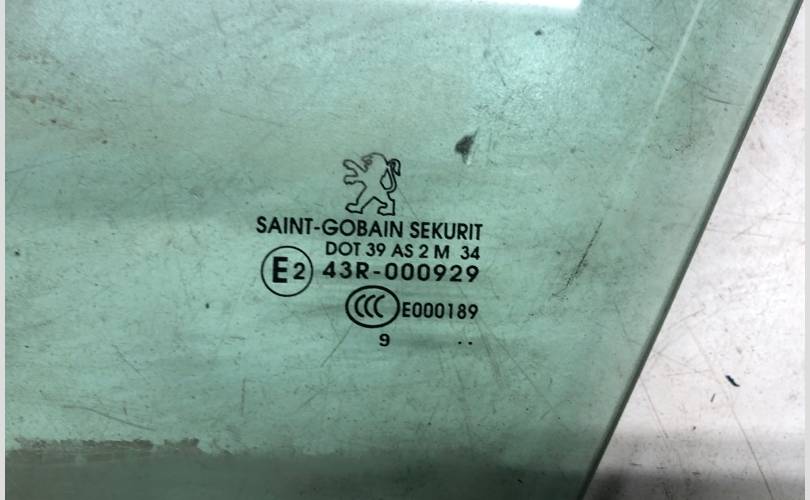 SAINT-GOBAIN SEKURIT
DOT 39 AS 2 M 34
E2 43R-000929
CCC E000189
9 ..